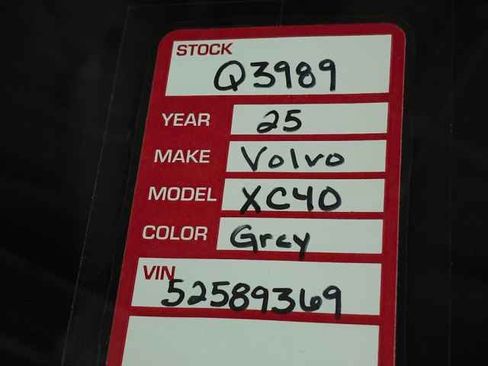 STOCK
Q3989
YEAR 25
MAKE Volvo
MODEL XC40
COLOR Grey
VIN
52589369